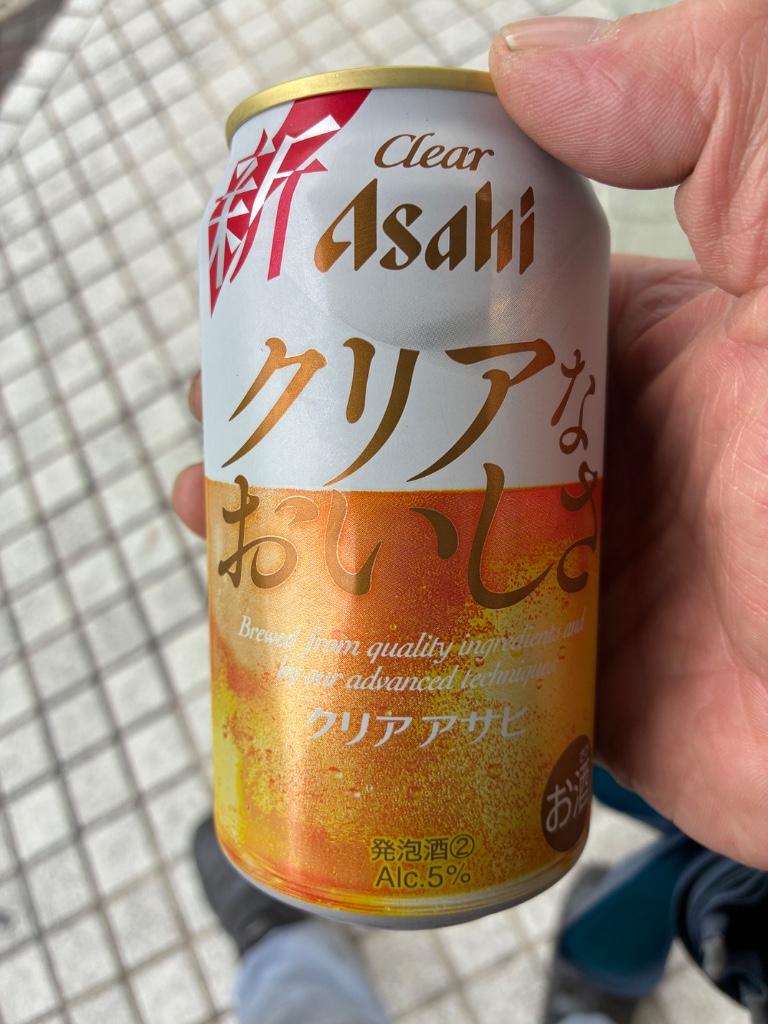 新
Clear
Asahi
クリアな
おいしさ
Brewed from quality ingredients and
by our advanced techniques
クリア アサヒ
お酒
発泡酒②
Alc.5%